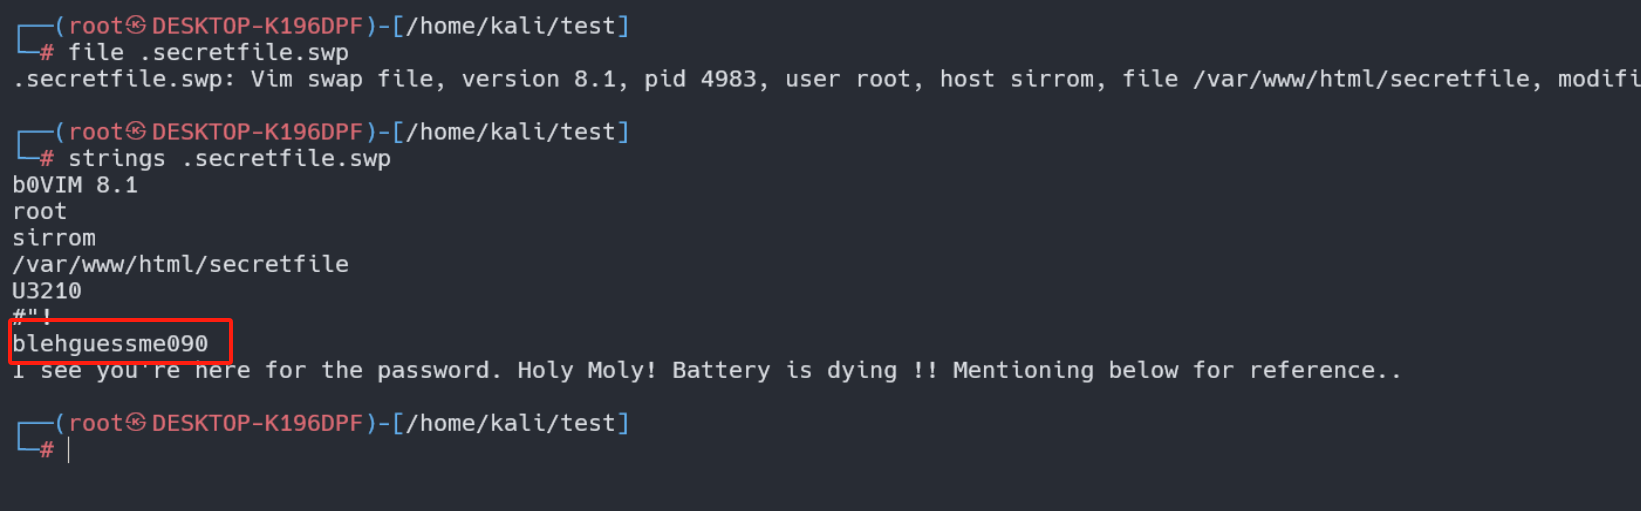 ┌──(root㉿DESKTOP-K196DPF)-[/home/kali/test]
└─# file .secretfile.swp
.secretfile.swp: Vim swap file, version 8.1, pid 4983, user root, host sirrom, file /var/www/html/secretfile, modifi
┌──(root㉿DESKTOP-K196DPF)-[/home/kali/test]
└─# strings .secretfile.swp
b0VIM 8.1
root
sirrom
/var/www/html/secretfile
U3210
#"!
blehguessme090
I see you're here for the password. Holy Moly! Battery is dying !! Mentioning below for reference..
┌──(root㉿DESKTOP-K196DPF)-[/home/kali/test]
└─#